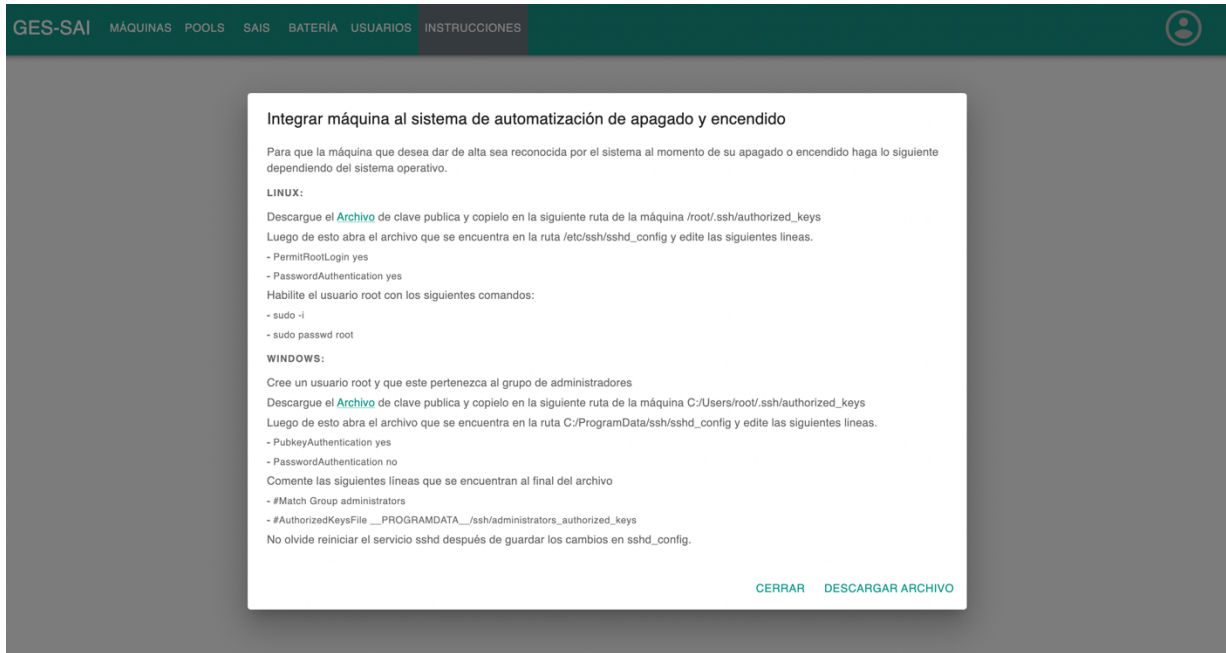 GES-SAI MÁQUINAS POOLS SAIS BATERÍA USUARIOS INSTRUCCIONES
Integrar máquina al sistema de automatización de apagado y encendido
Para que la máquina que desea dar de alta sea reconocida por el sistema al momento de su apagado o encendido haga lo siguiente
dependiendo del sistema operativo.
LINUX:
Descargue el Archivo de clave publica y copielo en la siguiente ruta de la máquina /root/.ssh/authorized_keys
Luego de esto abra el archivo que se encuentra en la ruta /etc/ssh/sshd_config y edite las siguientes lineas.
- PermitRootLogin yes
- PasswordAuthentication yes
Habilite el usuario root con los siguientes comandos:
- sudo -i
- sudo passwd root
WINDOWS:
Cree un usuario root y que este pertenezca al grupo de administradores
Descargue el Archivo de clave publica y copielo en la siguiente ruta de la máquina C:/Users/root/.ssh/authorized_keys
Luego de esto abra el archivo que se encuentra en la ruta C:/ProgramData/ssh/sshd_config y edite las siguientes lineas.
- PubkeyAuthentication yes
- PasswordAuthentication no
Comente las siguientes líneas que se encuentran al final del archivo
- #Match Group administrators
- #AuthorizedKeysFile __PROGRAMDATA__/ssh/administrators_authorized_keys
No olvide reiniciar el servicio sshd después de guardar los cambios en sshd_config.
CERRAR DESCARGAR ARCHIVO